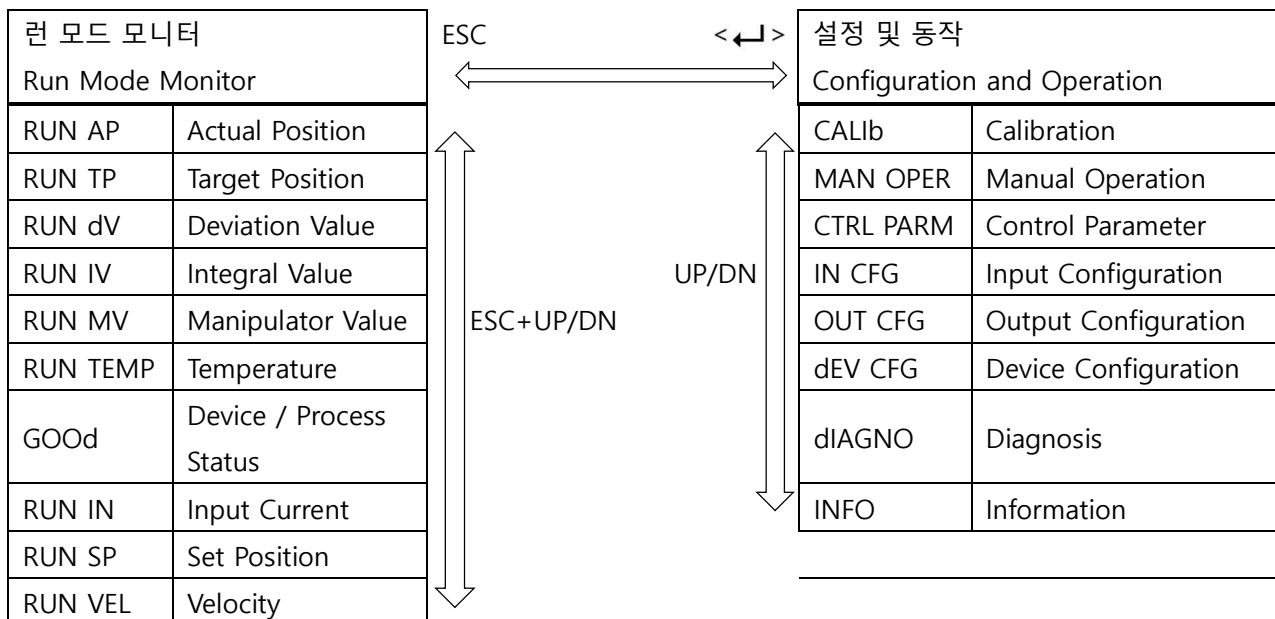 런 모드 모니터
Run Mode Monitor
ESC
<↵>
설정 및 동작
Configuration and Operation
RUN AP Actual Position
RUN TP Target Position
RUN dV Deviation Value
RUN IV Integral Value
RUN MV Manipulator Value
RUN TEMP Temperature
GOOd Device / Process
Status
RUN IN Input Current
RUN SP Set Position
RUN VEL Velocity
ESC+UP/DN
UP/DN
CALIb Calibration
MAN OPER Manual Operation
CTRL PARM Control Parameter
IN CFG Input Configuration
OUT CFG Output Configuration
dEV CFG Device Configuration
dIAGNO Diagnosis
INFO Information